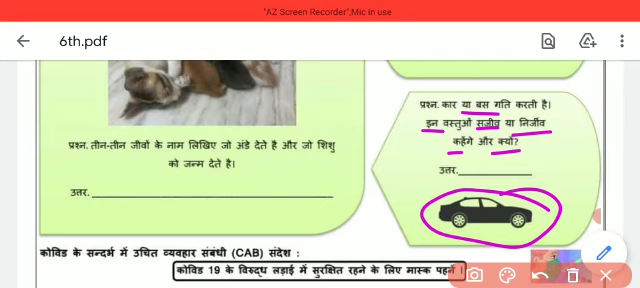 "AZ Screen Recorder",Mic in use
6th.pdf
प्रश्न. कार या बस गति करती है।
इन वस्तुओं सजीव या निर्जीव
कहेंगे और क्यों?
उत्तर.
प्रश्न. तीन-तीन जीवों के नाम लिखिए जो अंडे देते है और जो शिशु
को जन्म देते है।
उत्तर.
कोविड के सन्दर्भ में उचित व्यवहार संबंधी (CAB) संदेश :
कोविड 19 के विरुद्ध लड़ाई में सुरक्षित रहने के लिए मास्क पहनें ।